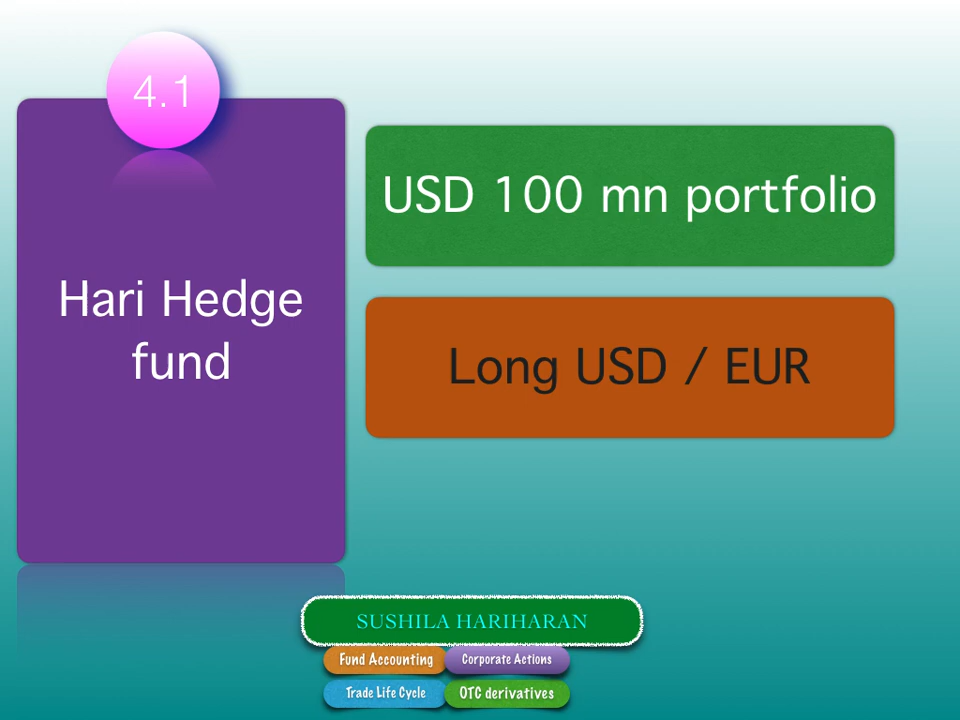 4.1
Hari Hedge
fund
USD 100 mn portfolio
Long USD / EUR
SUSHILA HARIHARAN
Fund Accounting
Corporate Actions
Trade Life Cycle
OTC derivatives